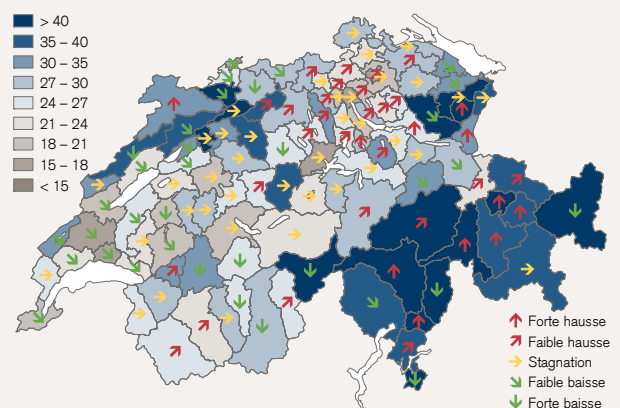 > 40
35 – 40
30 – 35
27 – 30
24 – 27
21 – 24
18 – 21
15 – 18
< 15
Forte hausse
Faible hausse
Stagnation
Faible baisse
Forte baisse